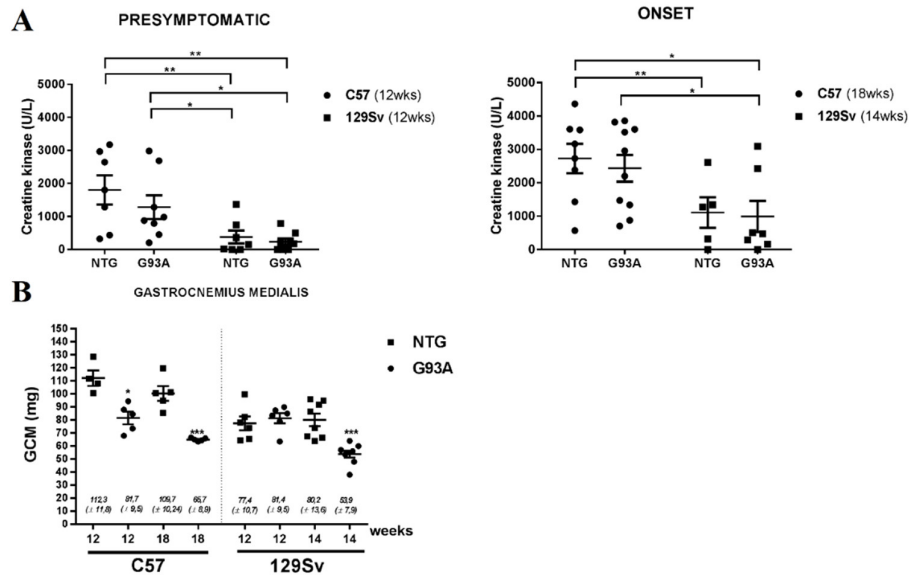 A
PRESYMPTOMATIC
**
**
*
*
Creatine kinase (U/L)
5000
4000
3000
2000
1000
0
NTG
G93A
NTG
G93A
C57 (12wks)
129Sv (12wks)
ONSET
*
**
*
Creatine kinase (U/L)
5000
4000
3000
2000
1000
0
NTG
G93A
NTG
G93A
C57 (18wks)
129Sv (14wks)
B
GASTROCNEMIUS MEDIALIS
GCM (mg)
150
140
130
120
110
100
90
80
70
60
50
40
30
20
10
0
*
***
***
112,3 81,7 109,7 65,7 77,4 81,4 80,2 53,9
(± 11,8) (± 9,5) (± 10,24) (± 8,9) (± 10,7) (± 9,5) (± 13,6) (± 7,9)
12 12 18 18 12 12 14 14 weeks
C57 129Sv
NTG
G93A